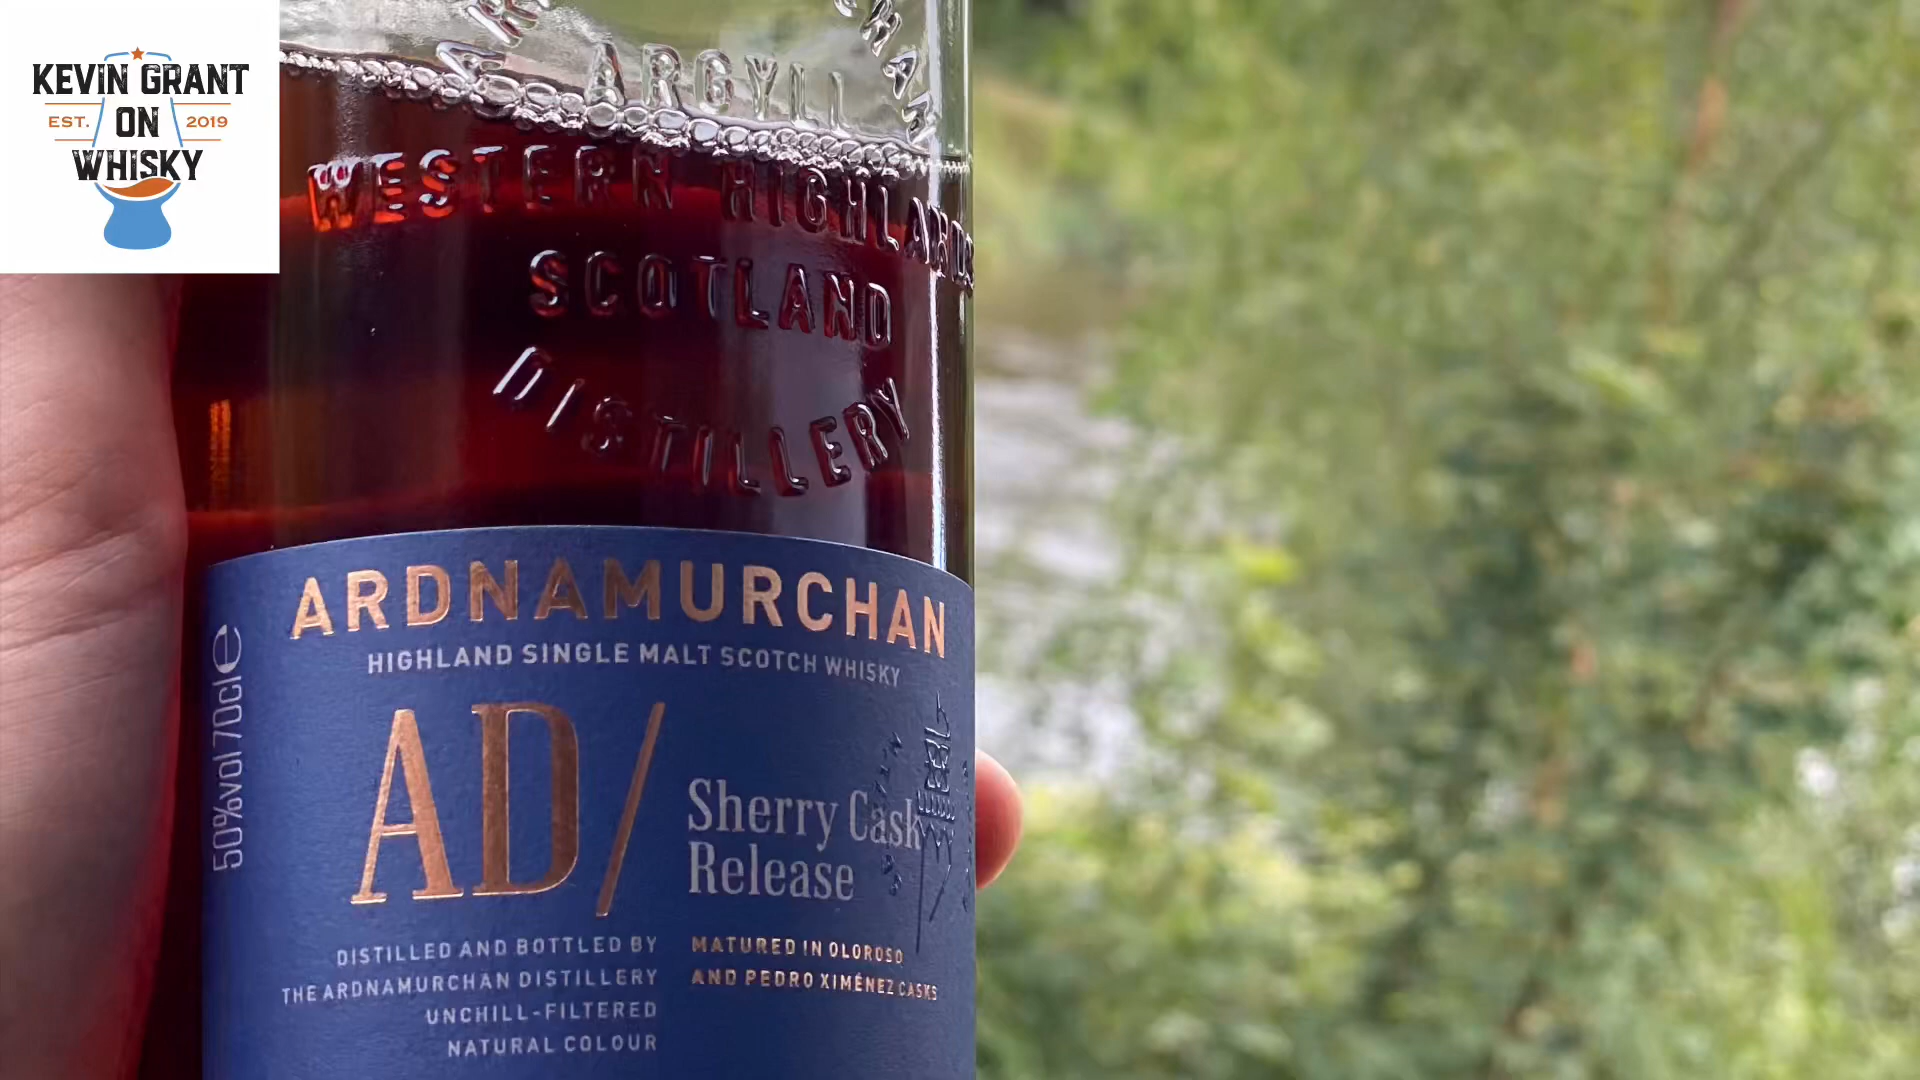 KEVIN GRANT
EST. ON 2019
WHISKY
ARGYLL
WESTERN HIGHLANDS
SCOTLAND
DISTILLERY
ARDNAMURCHAN
HIGHLAND SINGLE MALT SCOTCH WHISKY
50%vol 70cl e
AD/
Sherry Cask
Release
DISTILLED AND BOTTLED BY
THE ARDNAMURCHAN DISTILLERY
UNCHILL-FILTERED
NATURAL COLOUR
MATURED IN OLOROSO
AND PEDRO XIMÉNEZ CASKS